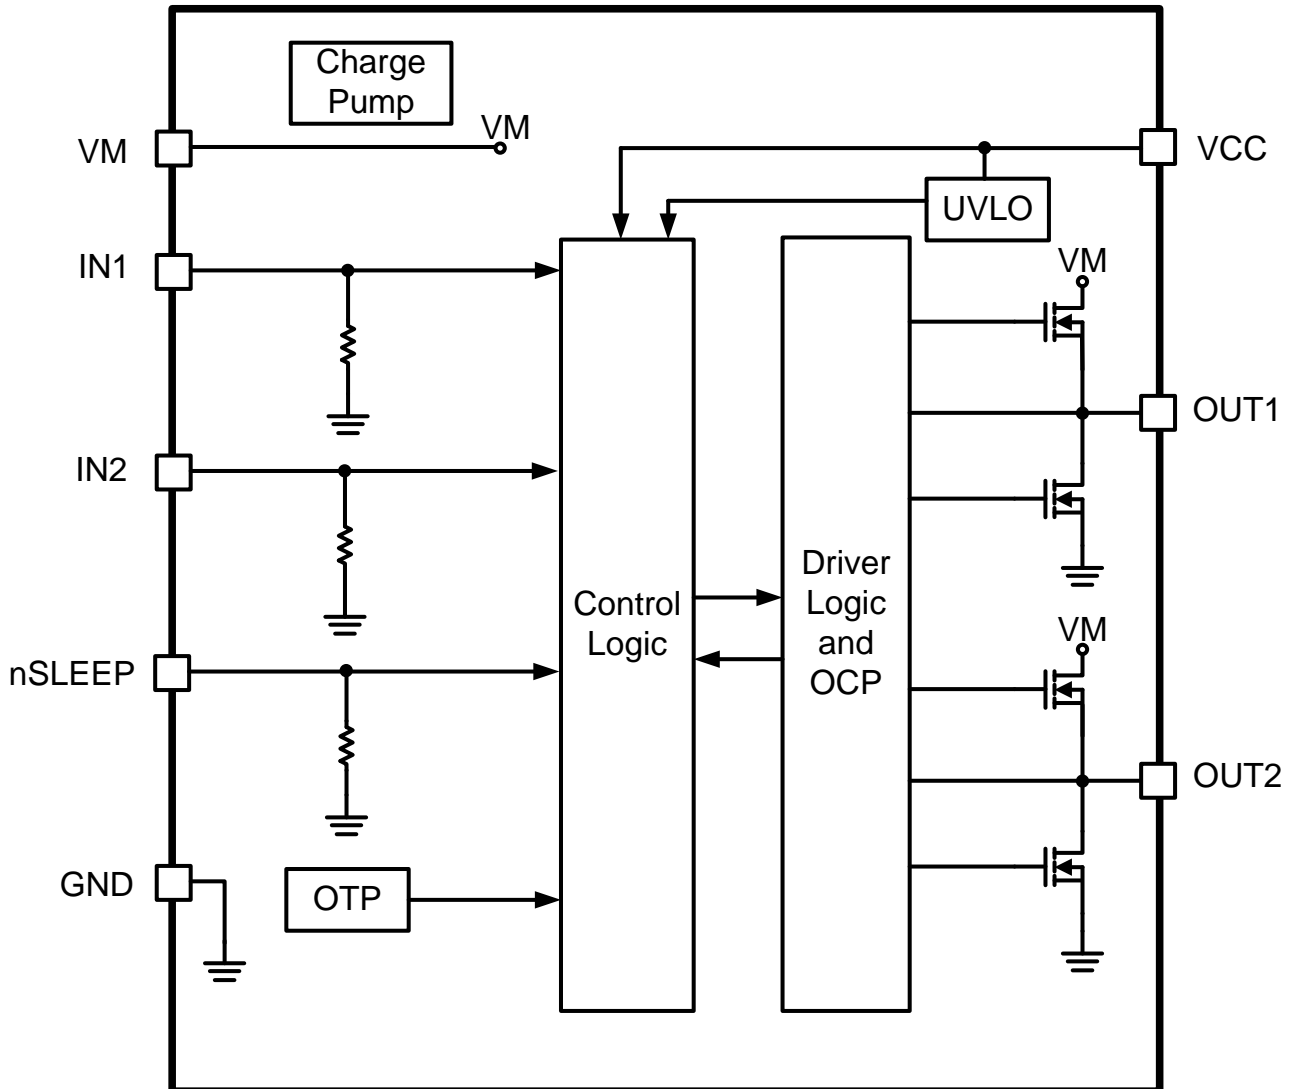 Charge
Pump
VM
VM
VCC
UVLO
IN1
VM
OUT1
IN2
Driver
Logic
and
OCP
Control
Logic
VM
nSLEEP
OUT2
GND
OTP